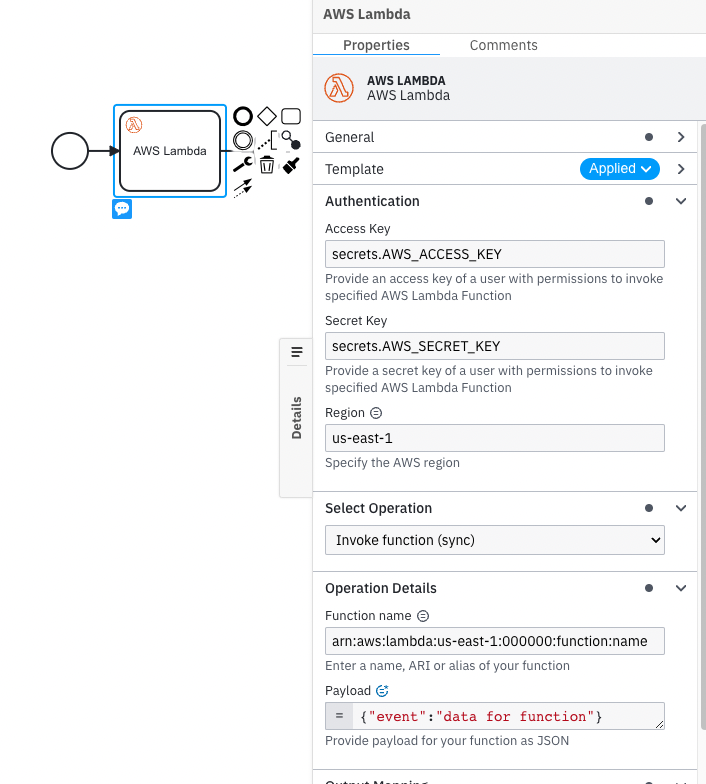 AWS Lambda
Properties
Comments
AWS LAMBDA
AWS Lambda
AWS Lambda
General
Template
Applied
Authentication
Access Key
secrets.AWS_ACCESS_KEY
Provide an access key of a user with permissions to invoke
specified AWS Lambda Function
Secret Key
secrets.AWS_SECRET_KEY
Provide a secret key of a user with permissions to invoke
specified AWS Lambda Function
Details
Region
us-east-1
Specify the AWS region
Select Operation
Invoke function (sync)
Operation Details
Function name
arn:aws:lambda:us-east-1:000000:function:name
Enter a name, ARI or alias of your function
Payload
= {"event":"data for function"}
Provide payload for your function as JSON
Output Mapping